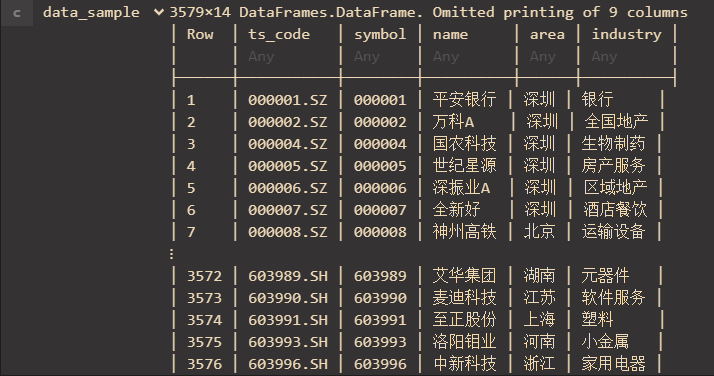 c data_sample 3579×14 DataFrames.DataFrame. Omitted printing of 9 columns
│ Row │ ts_code │ symbol │ name │ area │ industry │
│ │ Any │ Any │ Any │ Any │ Any │
│ 1 │ 000001.SZ │ 000001 │ 平安银行 │ 深圳 │ 银行 │
│ 2 │ 000002.SZ │ 000002 │ 万科A │ 深圳 │ 全国地产 │
│ 3 │ 000004.SZ │ 000004 │ 国农科技 │ 深圳 │ 生物制药 │
│ 4 │ 000005.SZ │ 000005 │ 世纪星源 │ 深圳 │ 房产服务 │
│ 5 │ 000006.SZ │ 000006 │ 深振业A │ 深圳 │ 区域地产 │
│ 6 │ 000007.SZ │ 000007 │ 全新好 │ 深圳 │ 酒店餐饮 │
│ 7 │ 000008.SZ │ 000008 │ 神州高铁 │ 北京 │ 运输设备 │
⋮
│ 3572 │ 603989.SH │ 603989 │ 艾华集团 │ 湖南 │ 元器件 │
│ 3573 │ 603990.SH │ 603990 │ 麦迪科技 │ 江苏 │ 软件服务 │
│ 3574 │ 603991.SH │ 603991 │ 至正股份 │ 上海 │ 塑料 │
│ 3575 │ 603993.SH │ 603993 │ 洛阳钼业 │ 河南 │ 小金属 │
│ 3576 │ 603996.SH │ 603996 │ 中新科技 │ 浙江 │ 家用电器 │